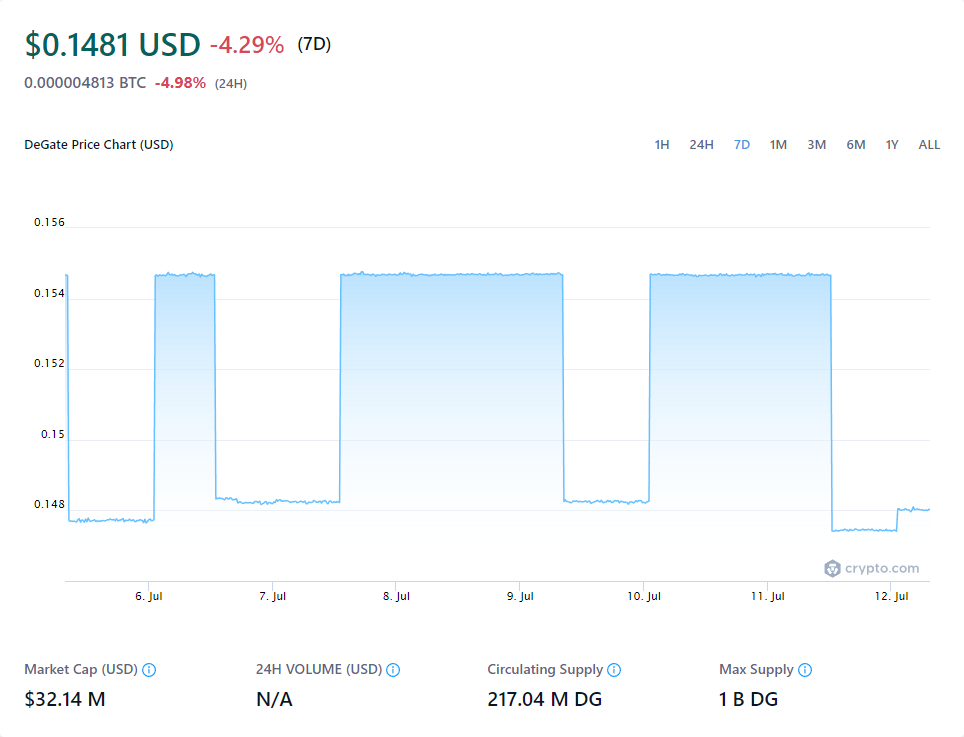 $0.1481 USD -4.29% (7D)
0.000004813 BTC -4.98% (24H)
DeGate Price Chart (USD) 1H 24H 7D 1M 3M 6M 1Y ALL
0.156
0.154
0.152
0.15
0.148
crypto.com
6. Jul 7. Jul 8. Jul 9. Jul 10. Jul 11. Jul 12. Jul
Market Cap (USD) 24H VOLUME (USD) Circulating Supply Max Supply
$32.14 M N/A 217.04 M DG 1 B DG